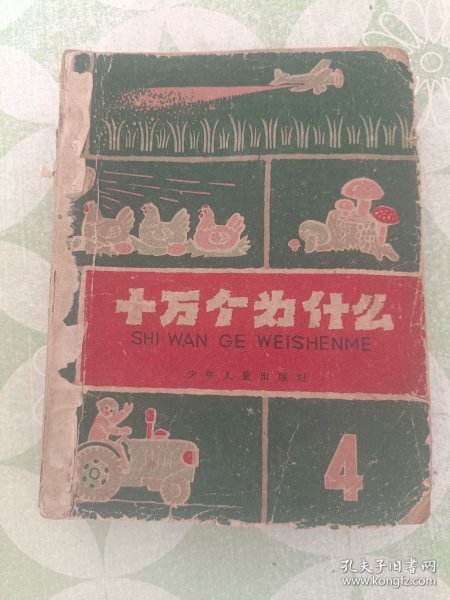 十万个为什么
SHI WAN GE WEISHENME
少年儿童出版社
4
孔夫子旧书网
www.kongfz.com